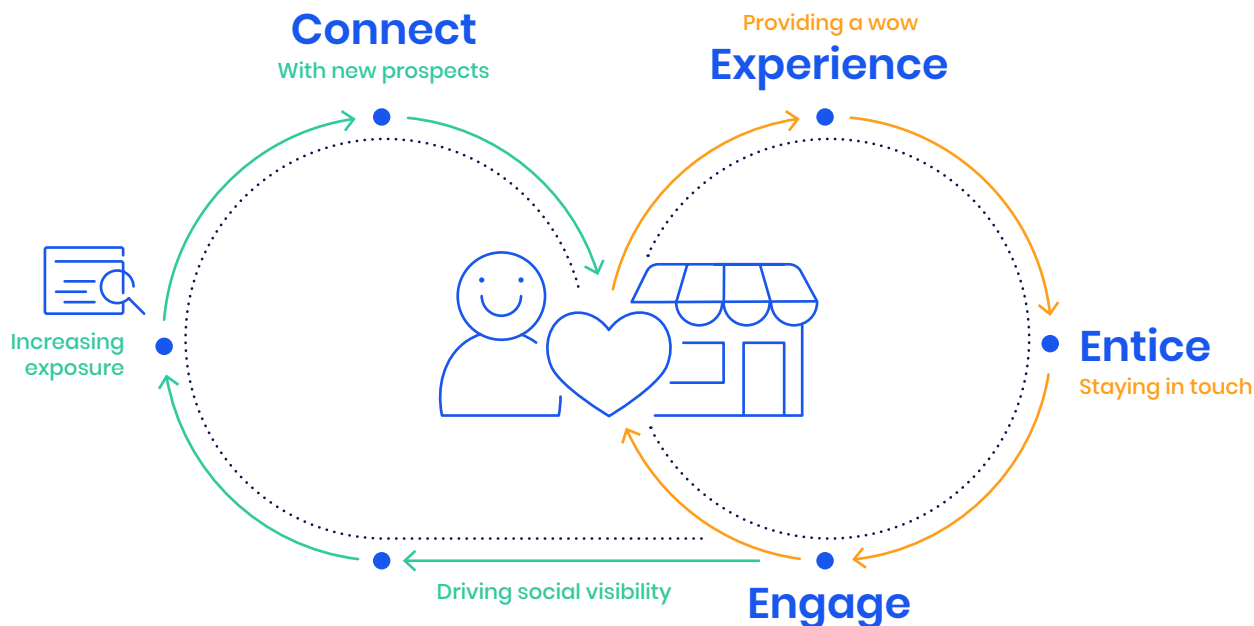 Connect
With new prospects
Providing a wow
Experience
Increasing
exposure
Entice
Staying in touch
Driving social visibility
Engage